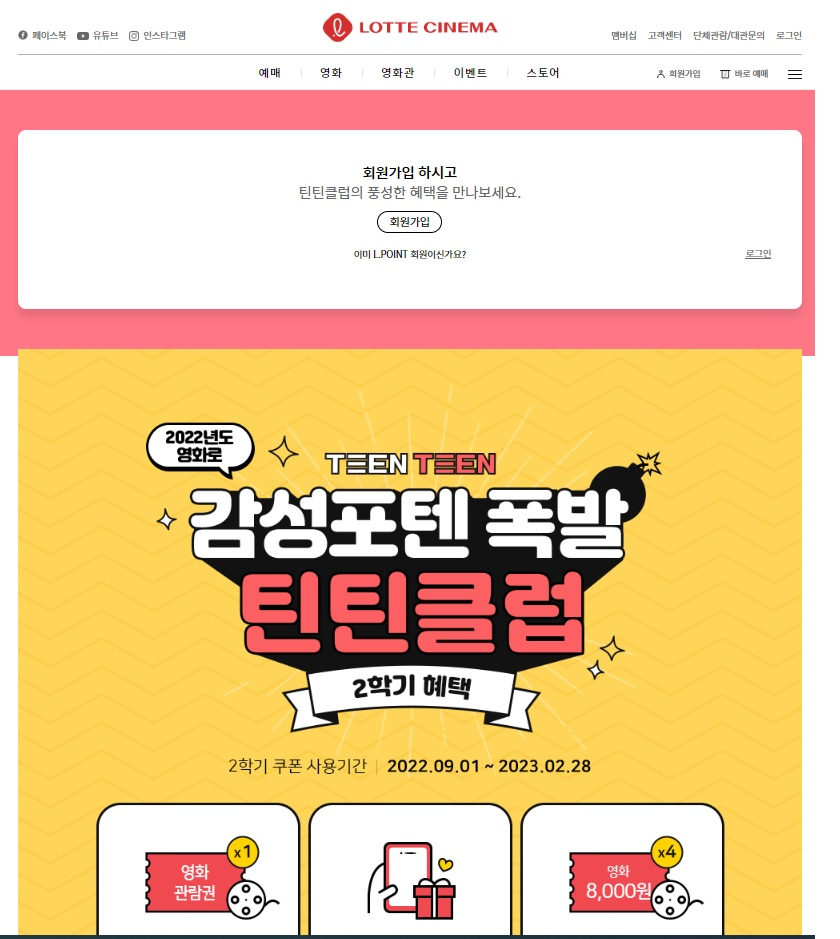 페이스북 유튜브 인스타그램
LOTTE CINEMA
멤버십 고객센터 단체관람/대관문의 로그인
예매 영화 영화관 이벤트 스토어
회원가입 바로 예매
회원가입 하시고
틴틴클럽의 풍성한 혜택을 만나보세요.
회원가입
이미 L.POINT 회원이신가요?
로그인
2022년도
영화로
TEEN TEEN
감성포텐 폭발
틴틴클럽
2학기 혜택
2학기 쿠폰 사용기간 | 2022.09.01 ~ 2023.02.28
x1
영화
관람권
x4
영화
8,000원